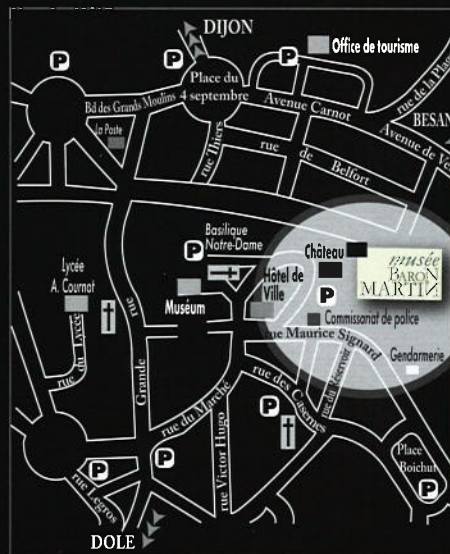 DIJON
P
P
P
Office de tourisme
Place du
4 septembre
Bd des Grands Moulins
La Poste
rue Thiers
Avenue Carnot
rue de la Plage
BESAN
Avenue de Ve
rue de Belfort
Basilique
Notre-Dame
P
Château
musée
BARON
MARTIN
Lycée
A. Cournot
Muséum
Hôtel de
Ville
P
Commissariat de police
rue Maurice Signard
Gendarmerie
rue du Lycée
Grande rue
rue du Marché
rue des Casernes
rue du Réservoir
P
rue Victor Hugo
Place
Boichut
P
P
P
rue Legros
DOLE